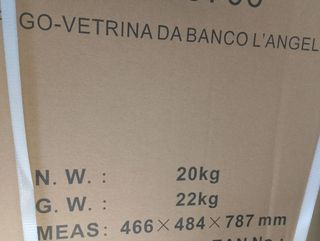 GO-VETRINA DA BANCO L'ANGEL
N. W. : 20kg
G. W. : 22kg
MEAS: 466×484×787 mm